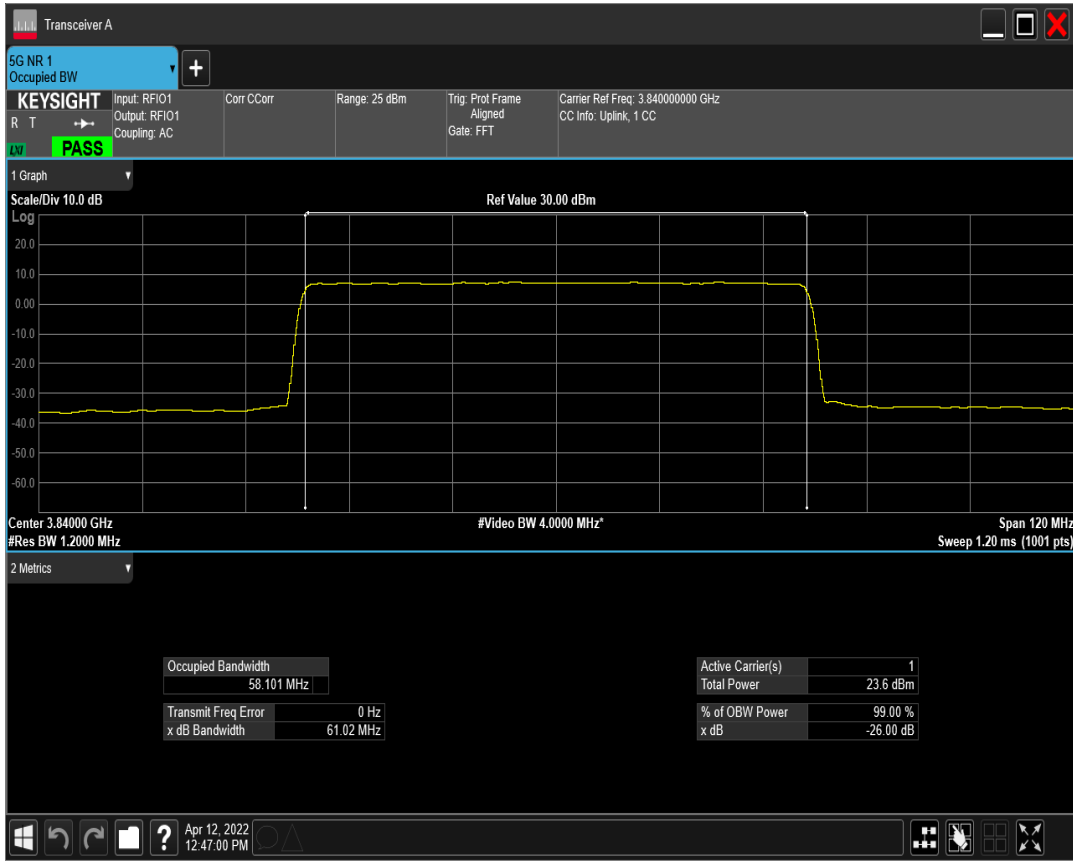 Transceiver A
5G NR 1
Occupied BW
KEYSIGHT
R T
LXI
PASS
Input: RFIO1
Output: RFIO1
Coupling: AC
Corr CCorr
Range: 25 dBm
Trig: Prot Frame
Aligned
Gate: FFT
Carrier Ref Freq: 3.840000000 GHz
CC Info: Uplink, 1 CC
1 Graph
Scale/Div 10.0 dB
Ref Value 30.00 dBm
Log
20.0
10.0
0.00
-10.0
-20.0
-30.0
-40.0
-50.0
-60.0
Center 3.84000 GHz
#Video BW 4.0000 MHz*
Span 120 MHz
#Res BW 1.2000 MHz
Sweep 1.20 ms (1001 pts)
2 Metrics
Occupied Bandwidth
58.101 MHz
Transmit Freq Error 0 Hz
x dB Bandwidth 61.02 MHz
Active Carrier(s) 1
Total Power 23.6 dBm
% of OBW Power 99.00 %
x dB -26.00 dB
?
Apr 12, 2022
12:47:00 PM